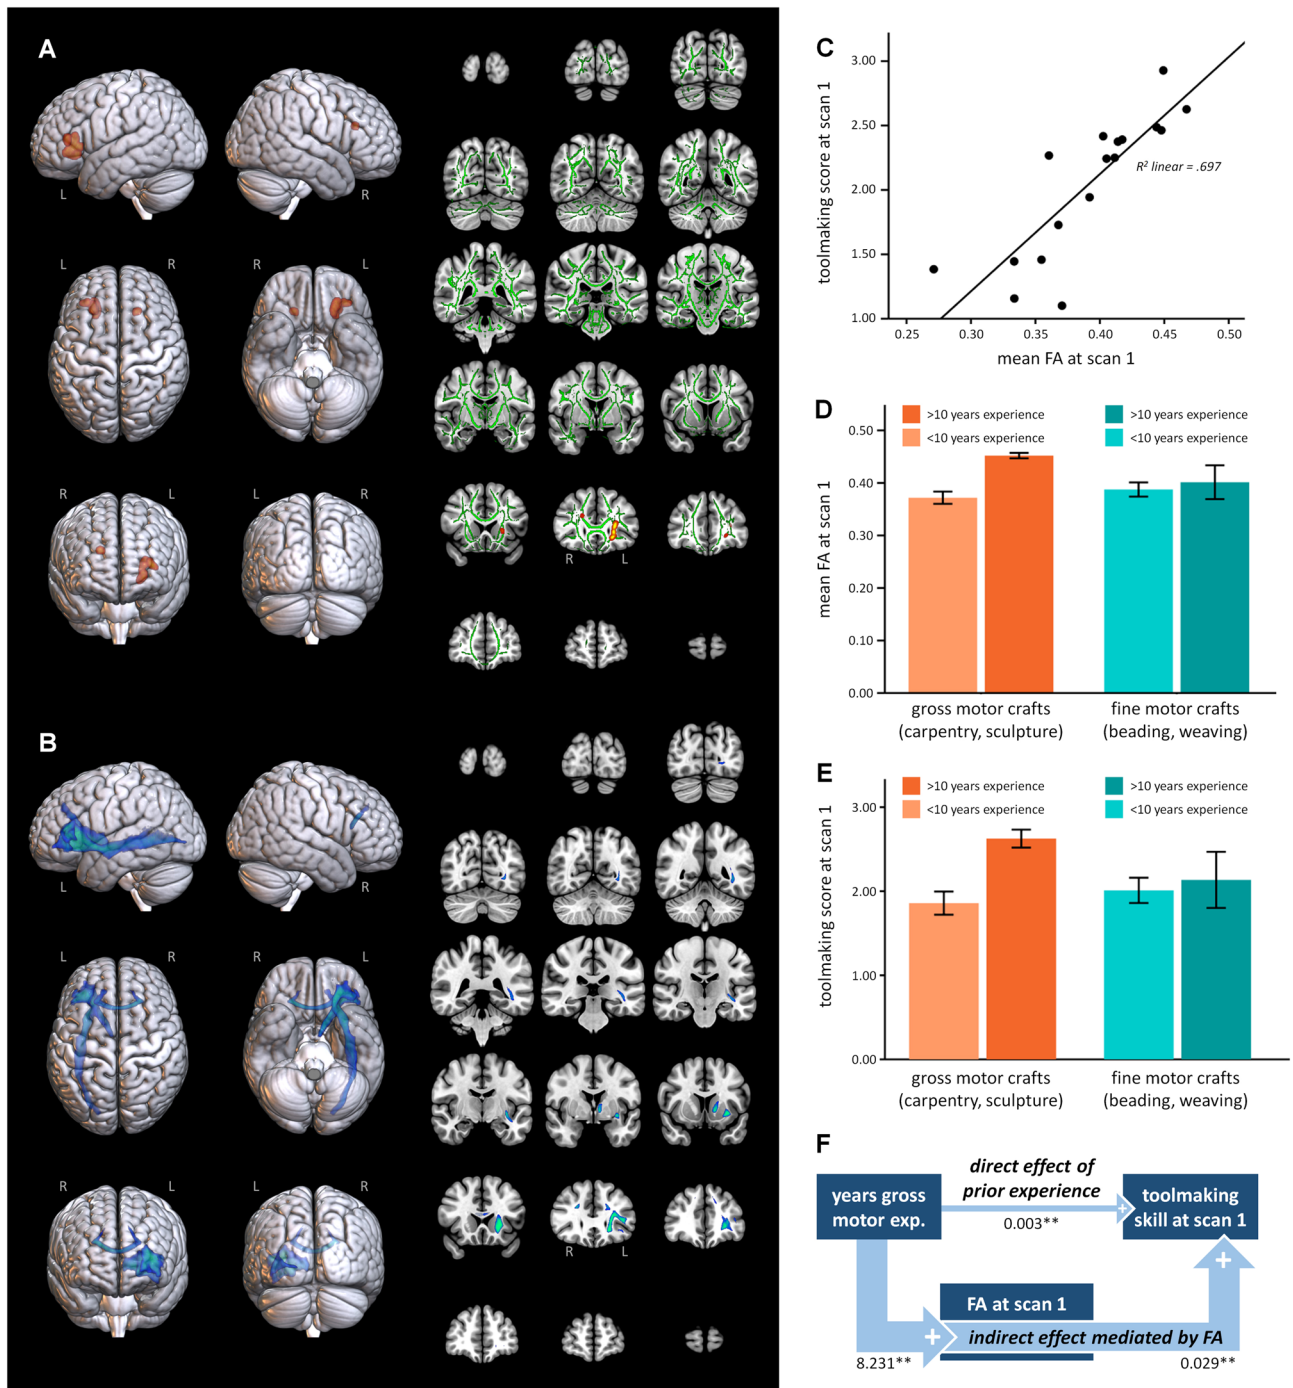 A
L
R
L
R
R
L
R
L
L
R
R
L
B
L
R
L
R
R
L
R
L
L
R
R
L
C
toolmaking score at scan 1
3.00
2.50
2.00
1.50
1.00
R² linear = .697
0.25
0.30
0.35
0.40
0.45
0.50
mean FA at scan 1
D
>10 years experience
<10 years experience
>10 years experience
<10 years experience
mean FA at scan 1
0.50
0.40
0.30
0.20
0.10
0.00
gross motor crafts
(carpentry, sculpture)
fine motor crafts
(beading, weaving)
E
>10 years experience
<10 years experience
>10 years experience
<10 years experience
toolmaking score at scan 1
3.00
2.00
1.00
0.00
gross motor crafts
(carpentry, sculpture)
fine motor crafts
(beading, weaving)
F
years gross
motor exp.
direct effect of
prior experience
+
0.003**
toolmaking
skill at scan 1
+
FA at scan 1
+
indirect effect mediated by FA
8.231**
0.029**